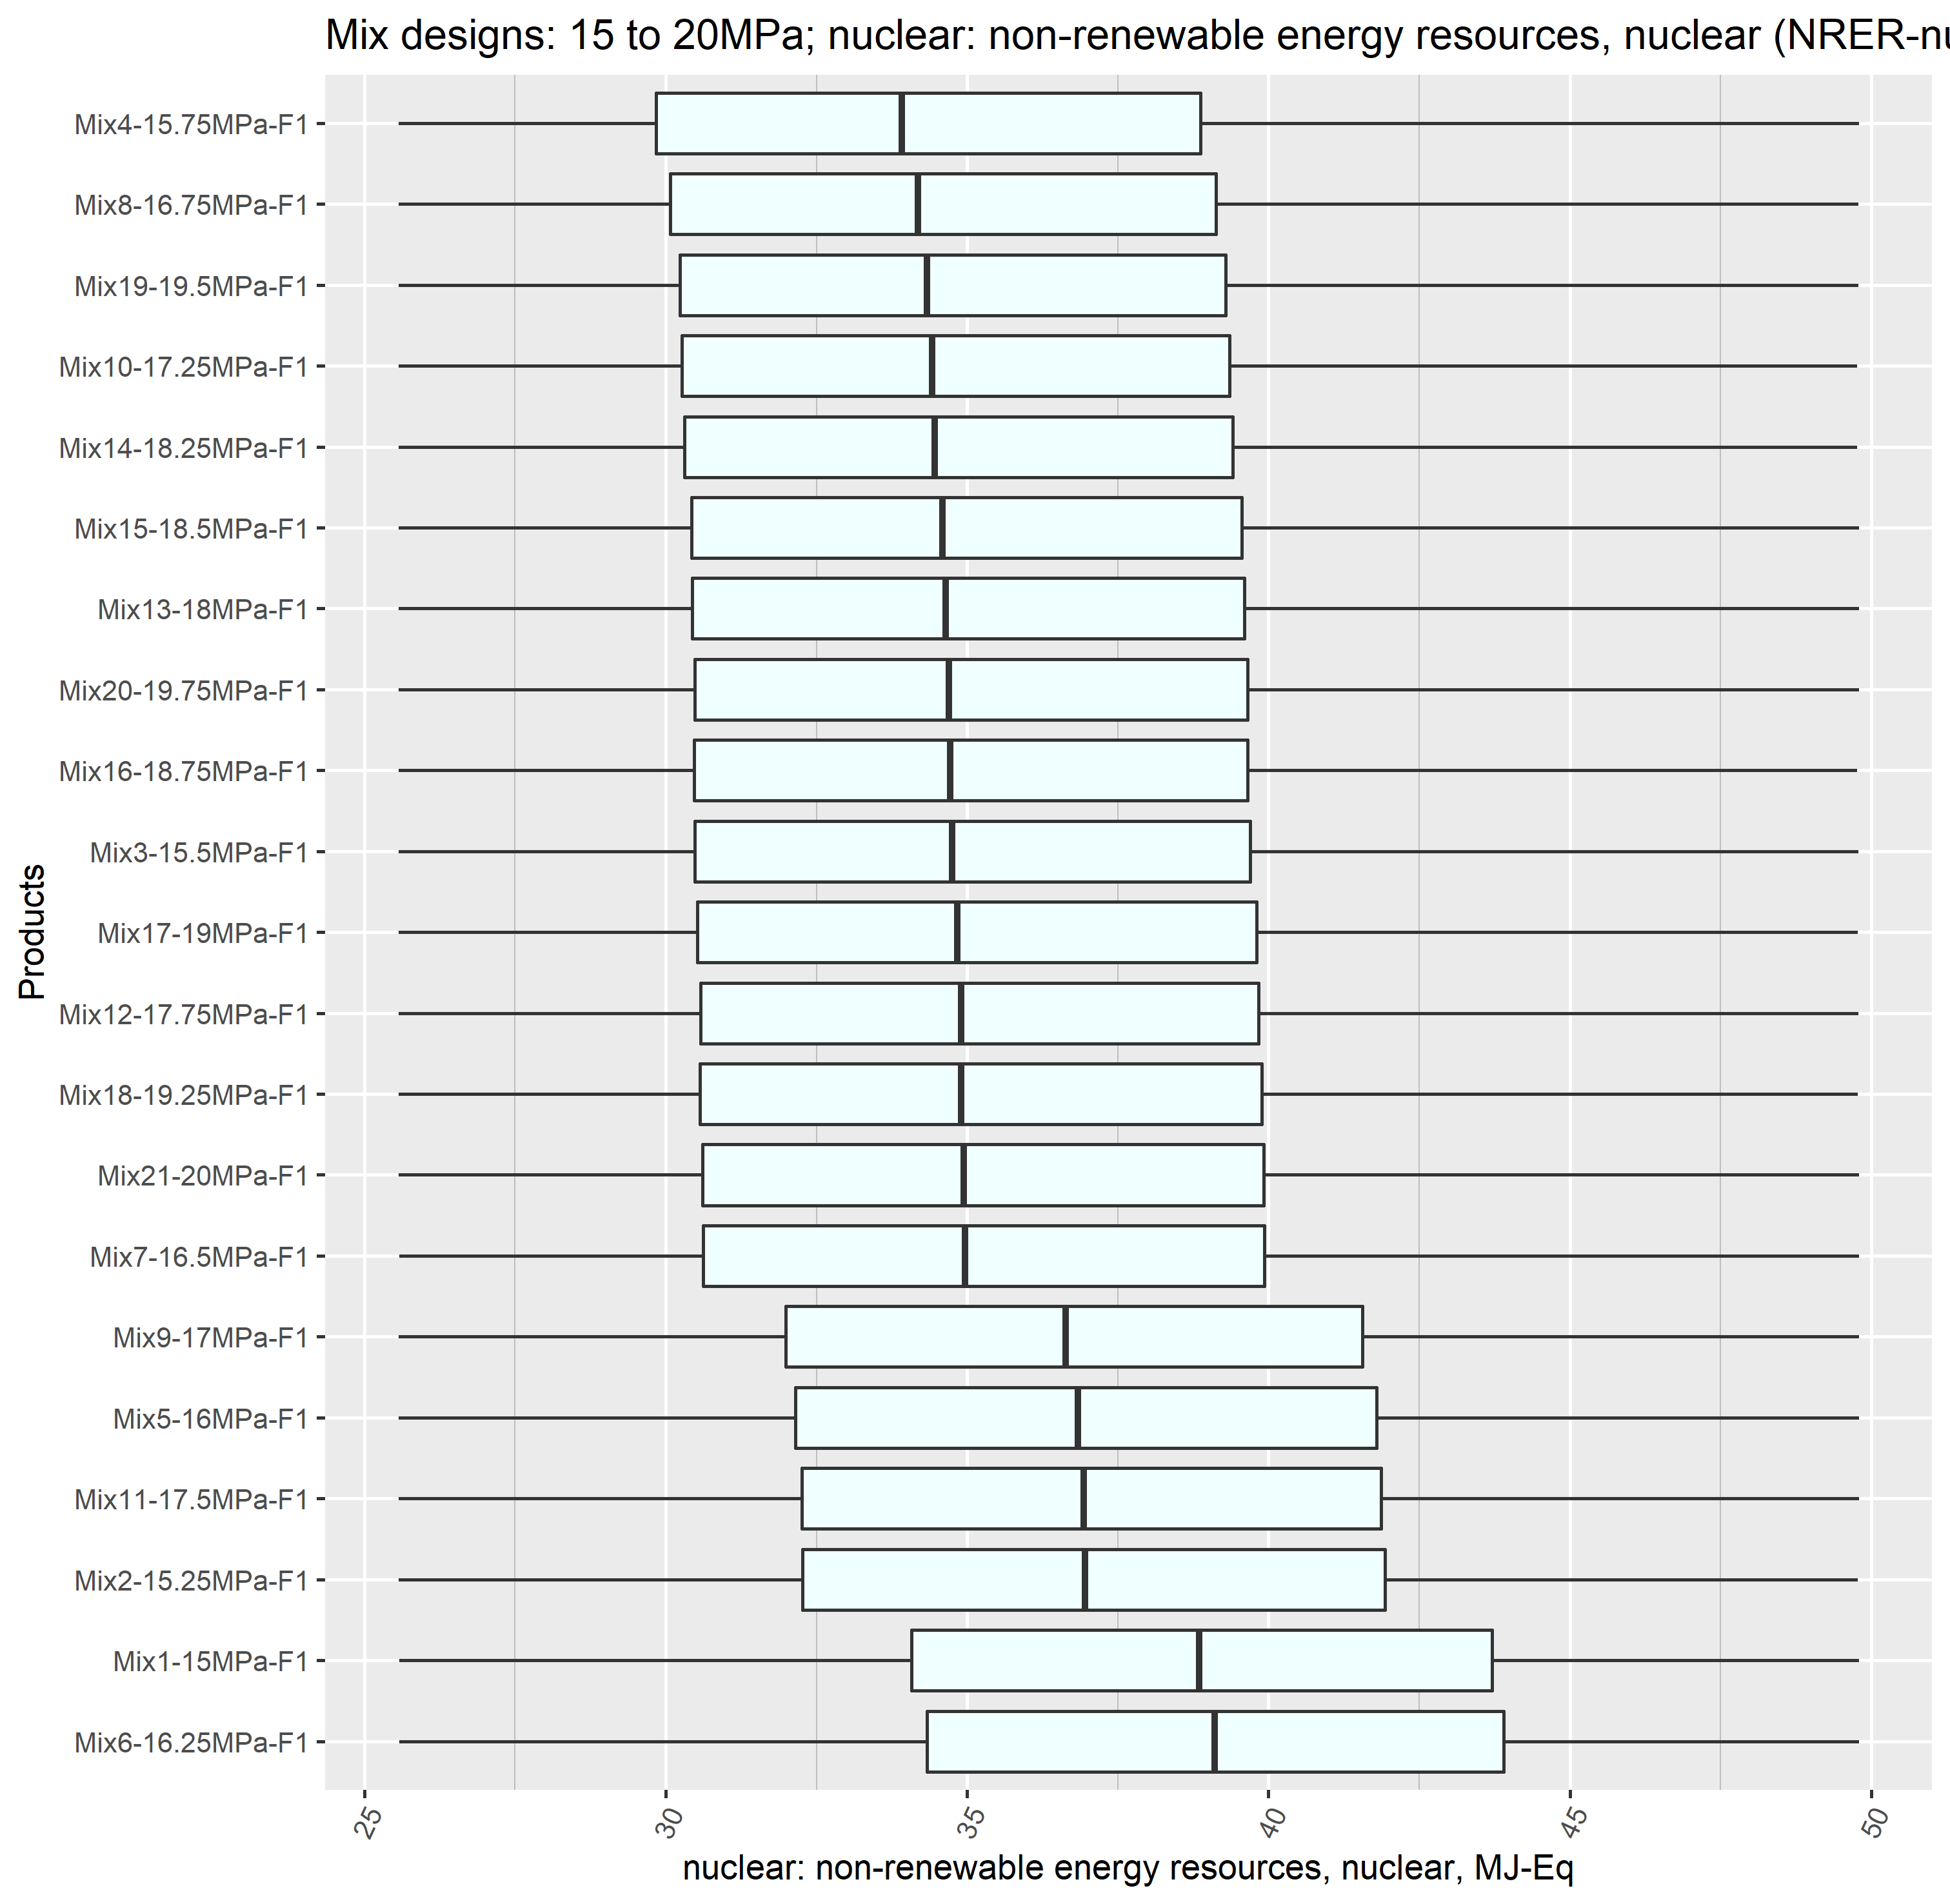 Mix designs: 15 to 20MPa; nuclear: non-renewable energy resources, nuclear (NRER-nu
Mix4-15.75MPa-F1
Mix8-16.75MPa-F1
Mix19-19.5MPa-F1
Mix10-17.25MPa-F1
Mix14-18.25MPa-F1
Mix15-18.5MPa-F1
Mix13-18MPa-F1
Mix20-19.75MPa-F1
Mix16-18.75MPa-F1
Mix3-15.5MPa-F1
Mix17-19MPa-F1
Mix12-17.75MPa-F1
Mix18-19.25MPa-F1
Mix21-20MPa-F1
Mix7-16.5MPa-F1
Mix9-17MPa-F1
Mix5-16MPa-F1
Mix11-17.5MPa-F1
Mix2-15.25MPa-F1
Mix1-15MPa-F1
Mix6-16.25MPa-F1
Products
25 30 35 40 45 50
nuclear: non-renewable energy resources, nuclear, MJ-Eq